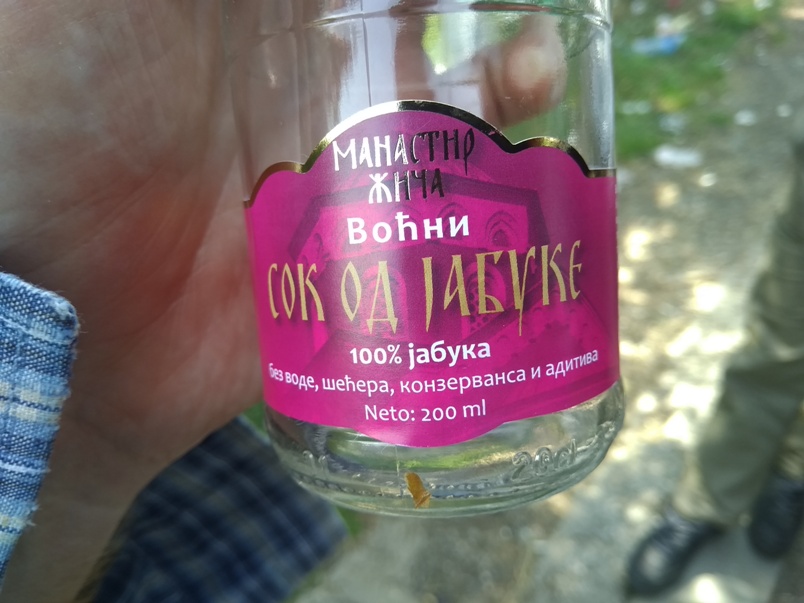 МАНАСТИР
ЖИЧА
Воћни
СОК ОД ЈАБУКЕ
100% јабука
без воде, шећера, конзерванса и адитива
Neto: 200 ml